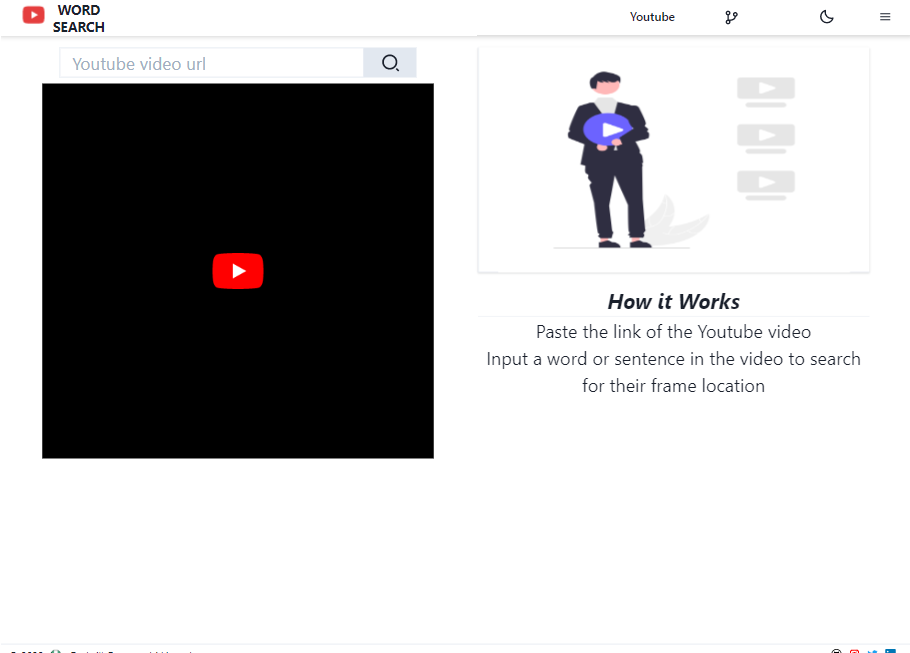 WORD
SEARCH
Youtube
Youtube video url
How it Works
Paste the link of the Youtube video
Input a word or sentence in the video to search
for their frame location